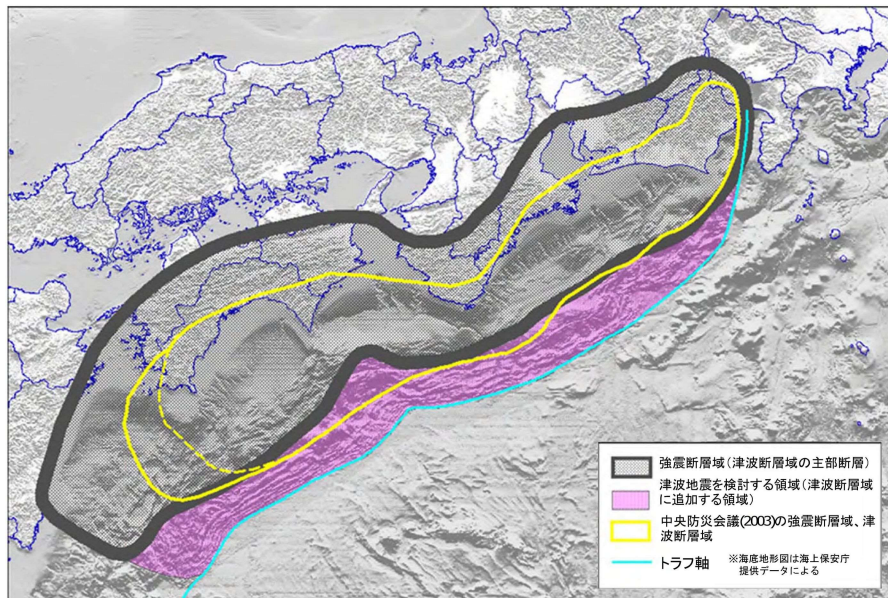 強震断層域（津波断層域の主部断層）
津波地震を検討する領域（津波断層域
に追加する領域）
中央防災会議(2003)の強震断層域、津
波断層域
トラフ軸
※海底地形図は海上保安庁
提供データによる